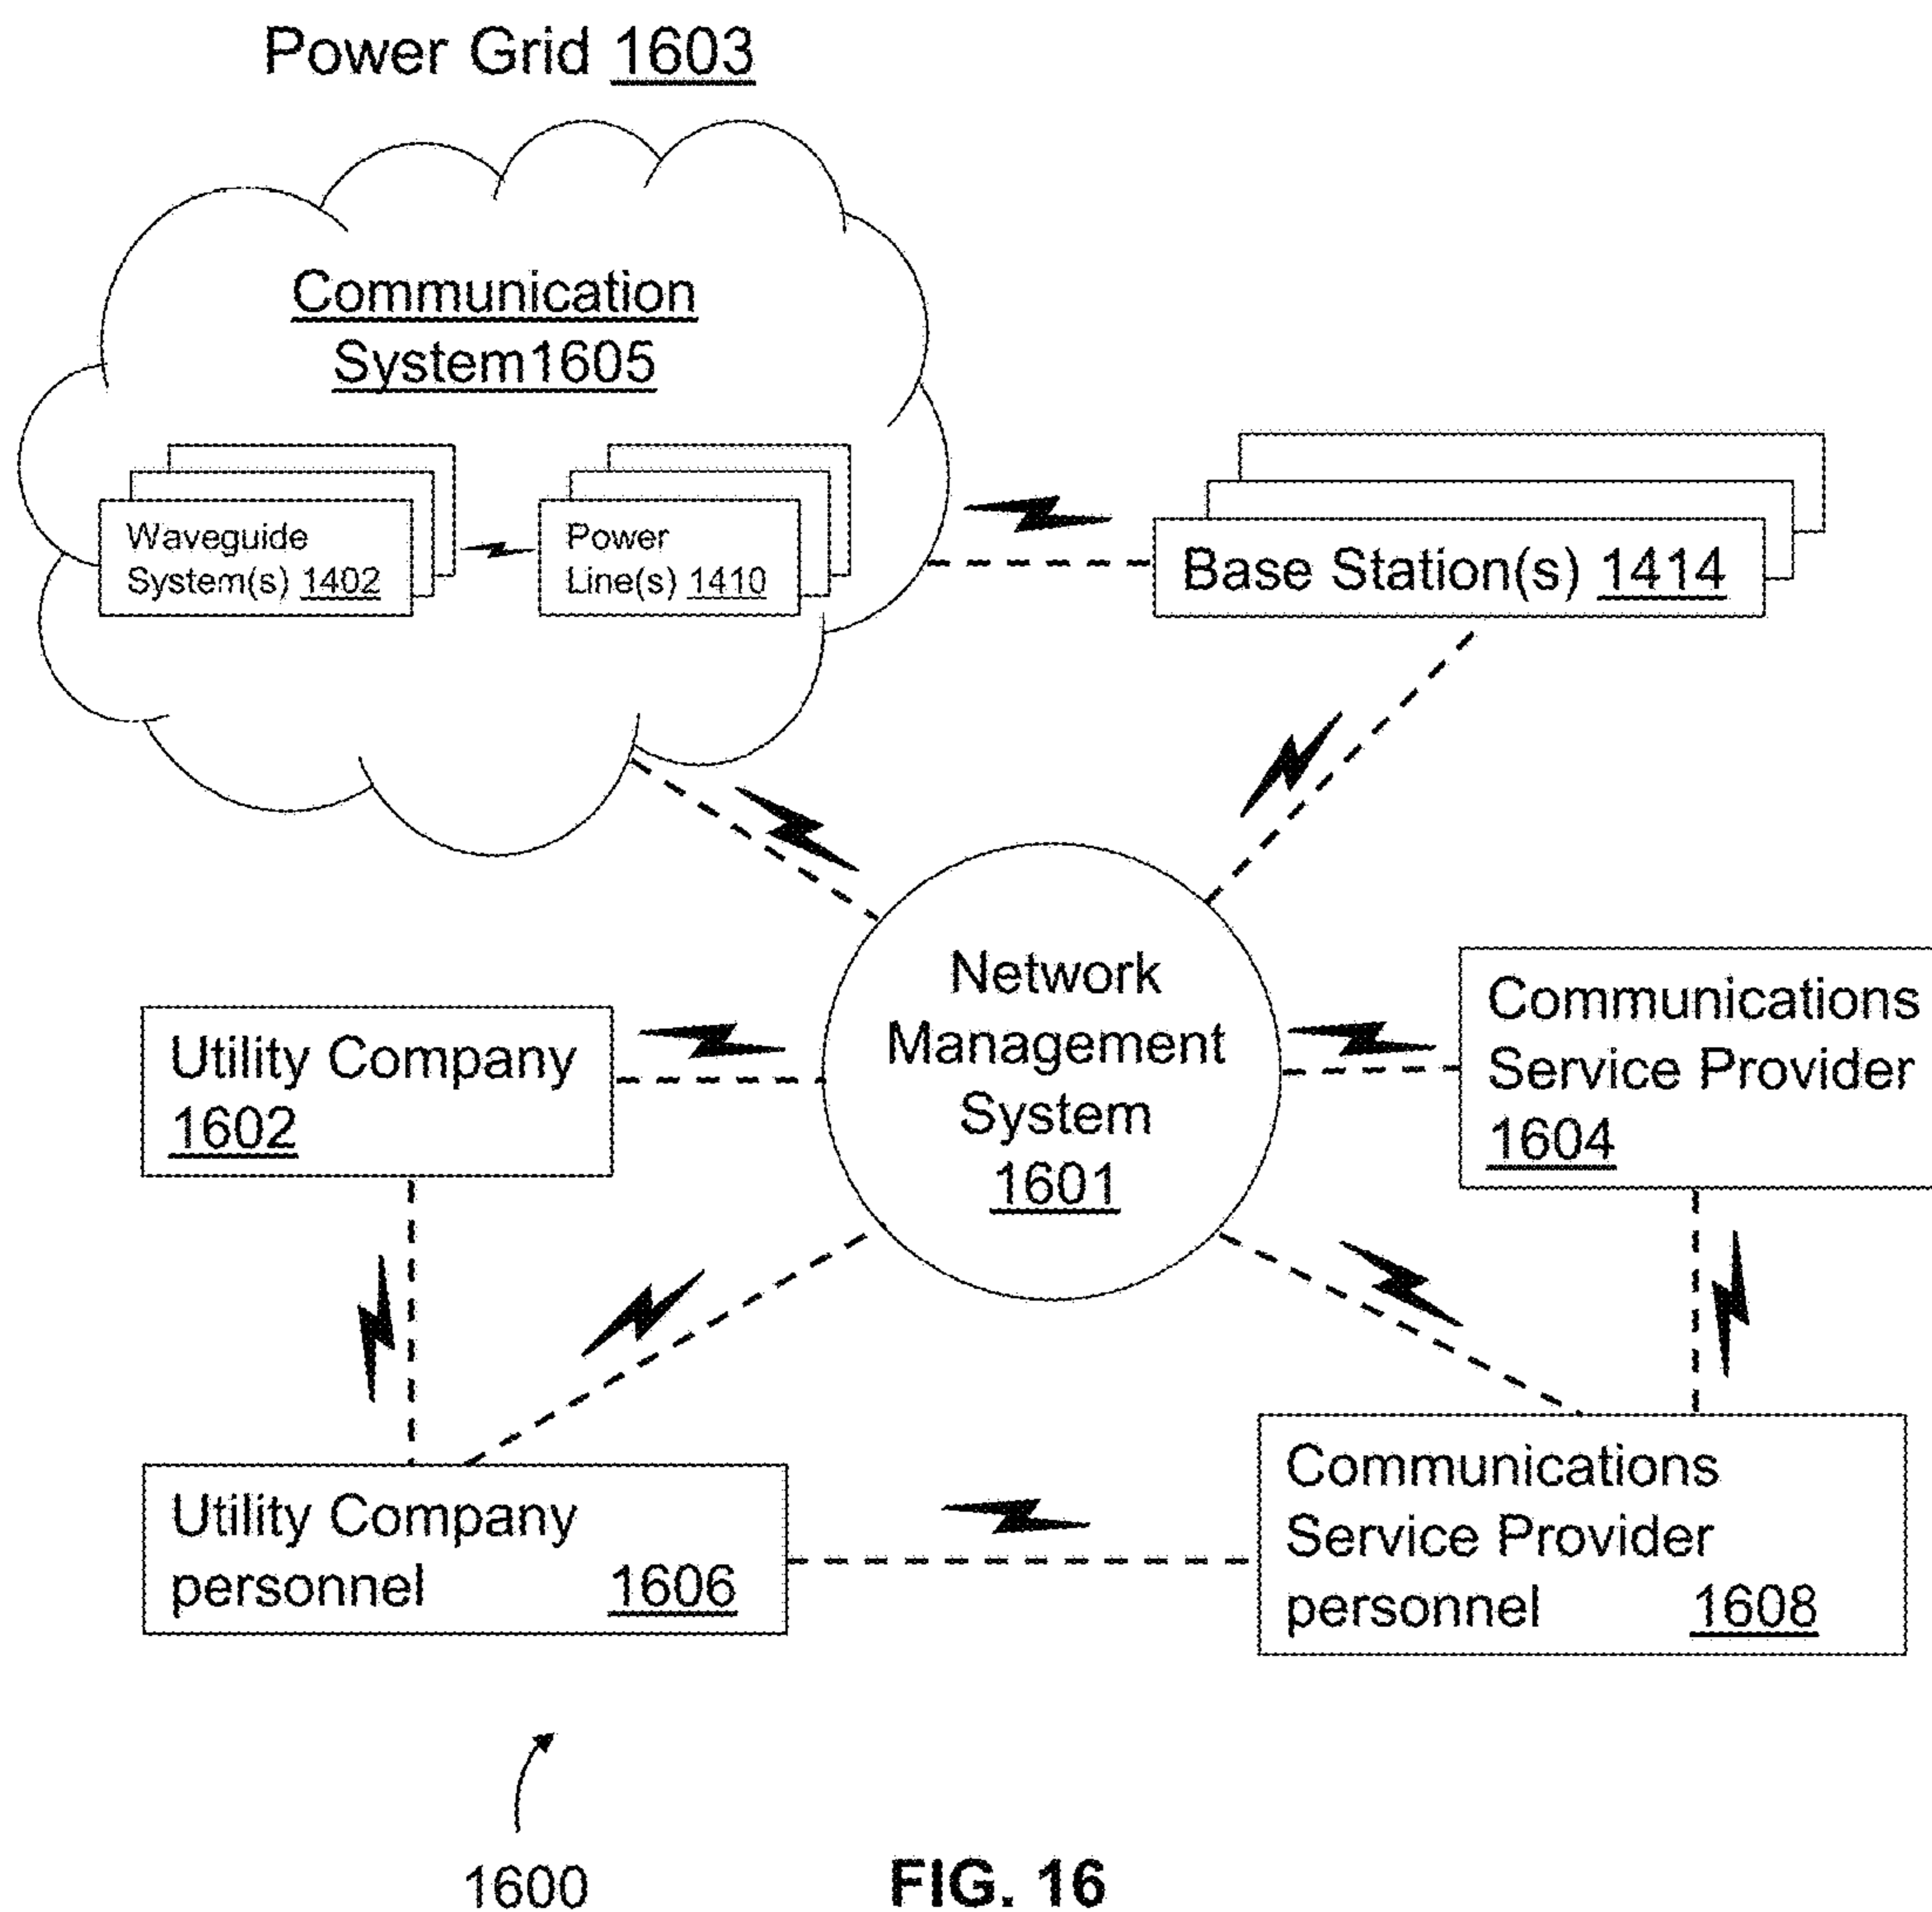 Power Grid 1603
Communication
System1605
Waveguide
System(s) 1402
Power
Line(s) 1410
Base Station(s) 1414
Network
Management
System
1601
Utility Company
1602
Communications
Service Provider
1604
Utility Company
personnel 1606
Communications
Service Provider
personnel 1608
1600
FIG. 16